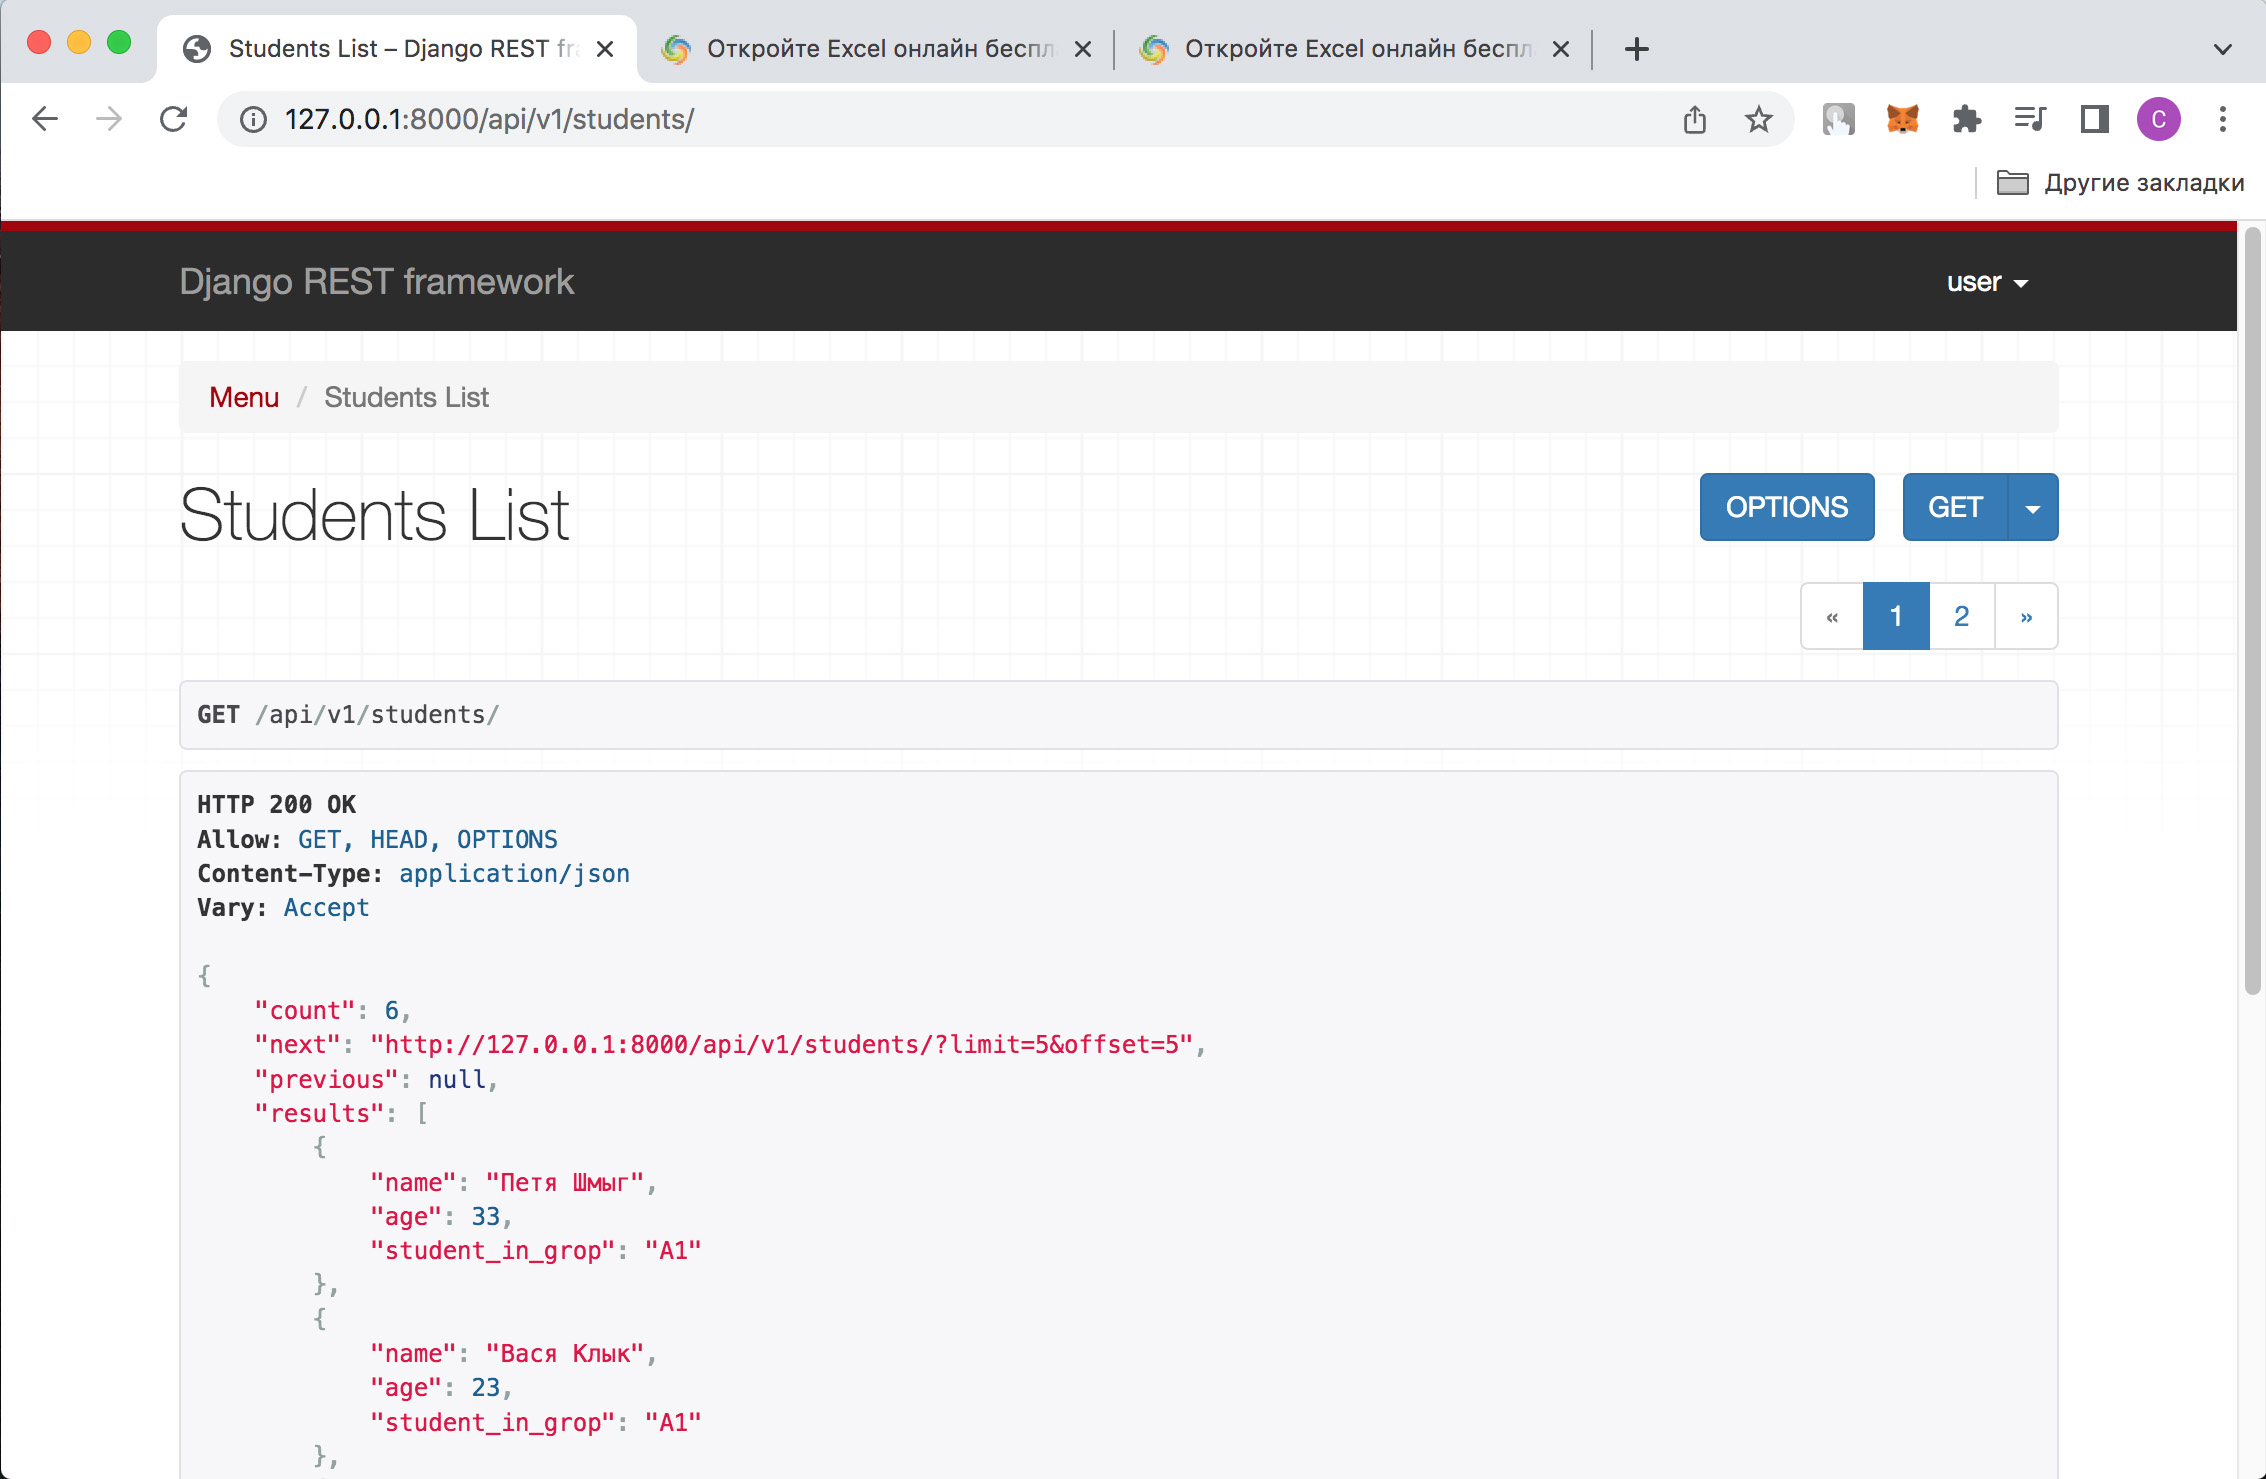 Students List – Django REST fr
Откройте Excel онлайн беспл
Откройте Excel онлайн беспл
127.0.0.1:8000/api/v1/students/
C
Другие закладки
Django REST framework
user
Menu / Students List
Students List
OPTIONS
GET
« 1 2 »
GET /api/v1/students/
HTTP 200 OK
Allow: GET, HEAD, OPTIONS
Content-Type: application/json
Vary: Accept
{
"count": 6,
"next": "http://127.0.0.1:8000/api/v1/students/?limit=5&offset=5",
"previous": null,
"results": [
{
"name": "Петя Шмыг",
"age": 33,
"student_in_grop": "A1"
},
{
"name": "Вася Клык",
"age": 23,
"student_in_grop": "A1"
},